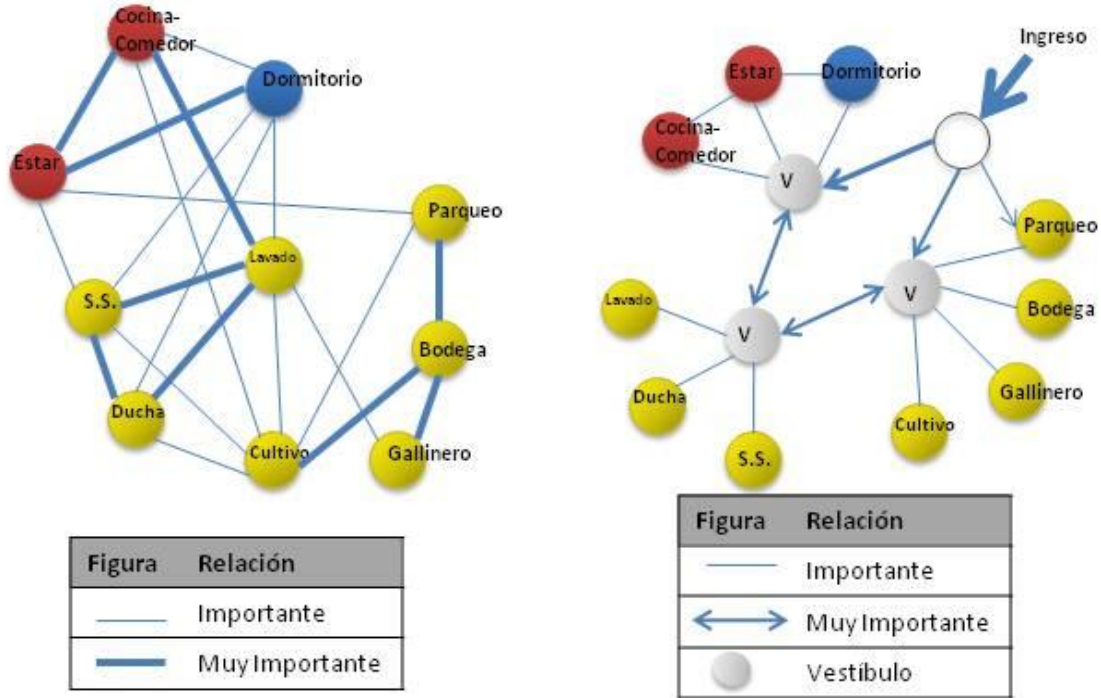 Cocina-
Comedor
Dormitorio
Estar
Parqueo
Lavado
S.S.
Bodega
Ducha
Cultivo
Gallinero
Figura Relación
Importante
Muy Importante
Ingreso
Estar
Dormitorio
Cocina-
Comedor
V
Parqueo
V
Lavado
Bodega
V
Ducha
Gallinero
Cultivo
S.S.
Figura Relación
Importante
Muy Importante
Vestíbulo